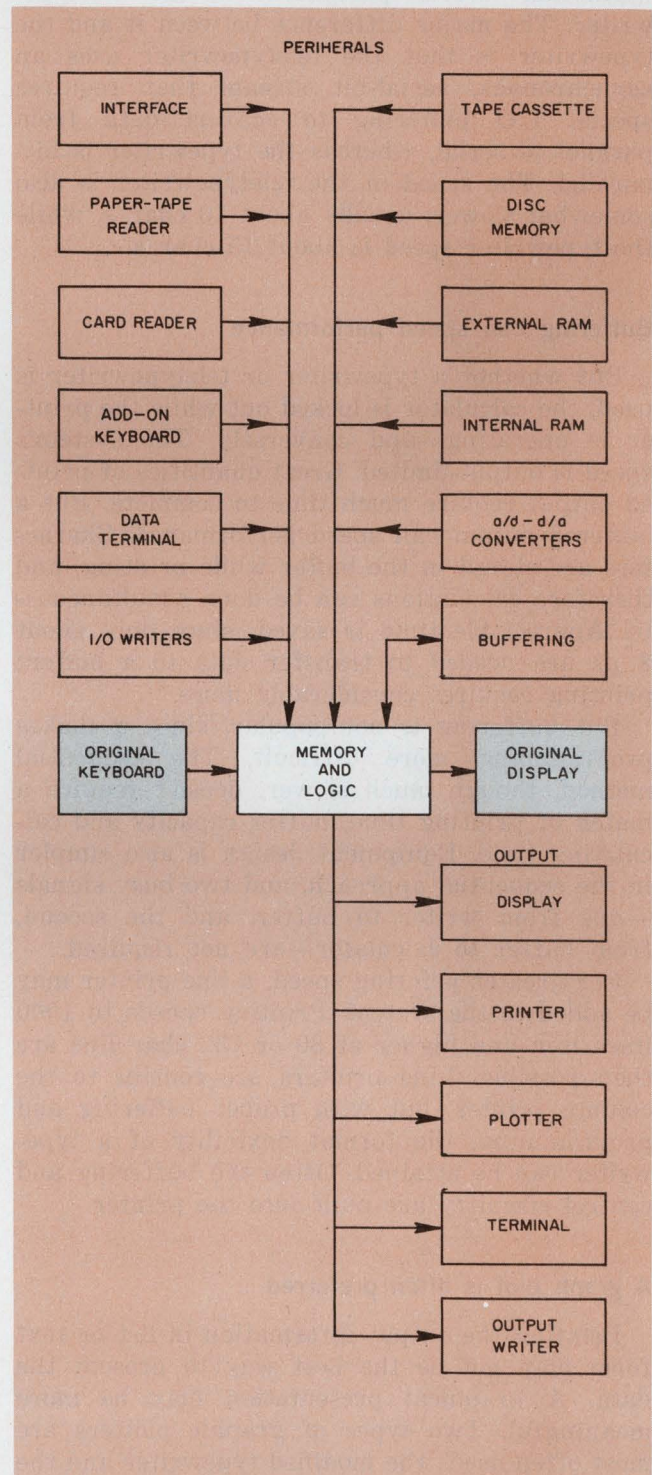 PERIHERALS
INTERFACE
TAPE CASSETTE
PAPER-TAPE
READER
DISC
MEMORY
CARD READER
EXTERNAL RAM
ADD-ON
KEYBOARD
INTERNAL RAM
DATA
TERMINAL
a/d-d/a
CONVERTERS
I/O WRITERS
BUFFERING
ORIGINAL
KEYBOARD
MEMORY
AND
LOGIC
ORIGINAL
DISPLAY
OUTPUT
DISPLAY
PRINTER
PLOTTER
TERMINAL
OUTPUT
WRITER